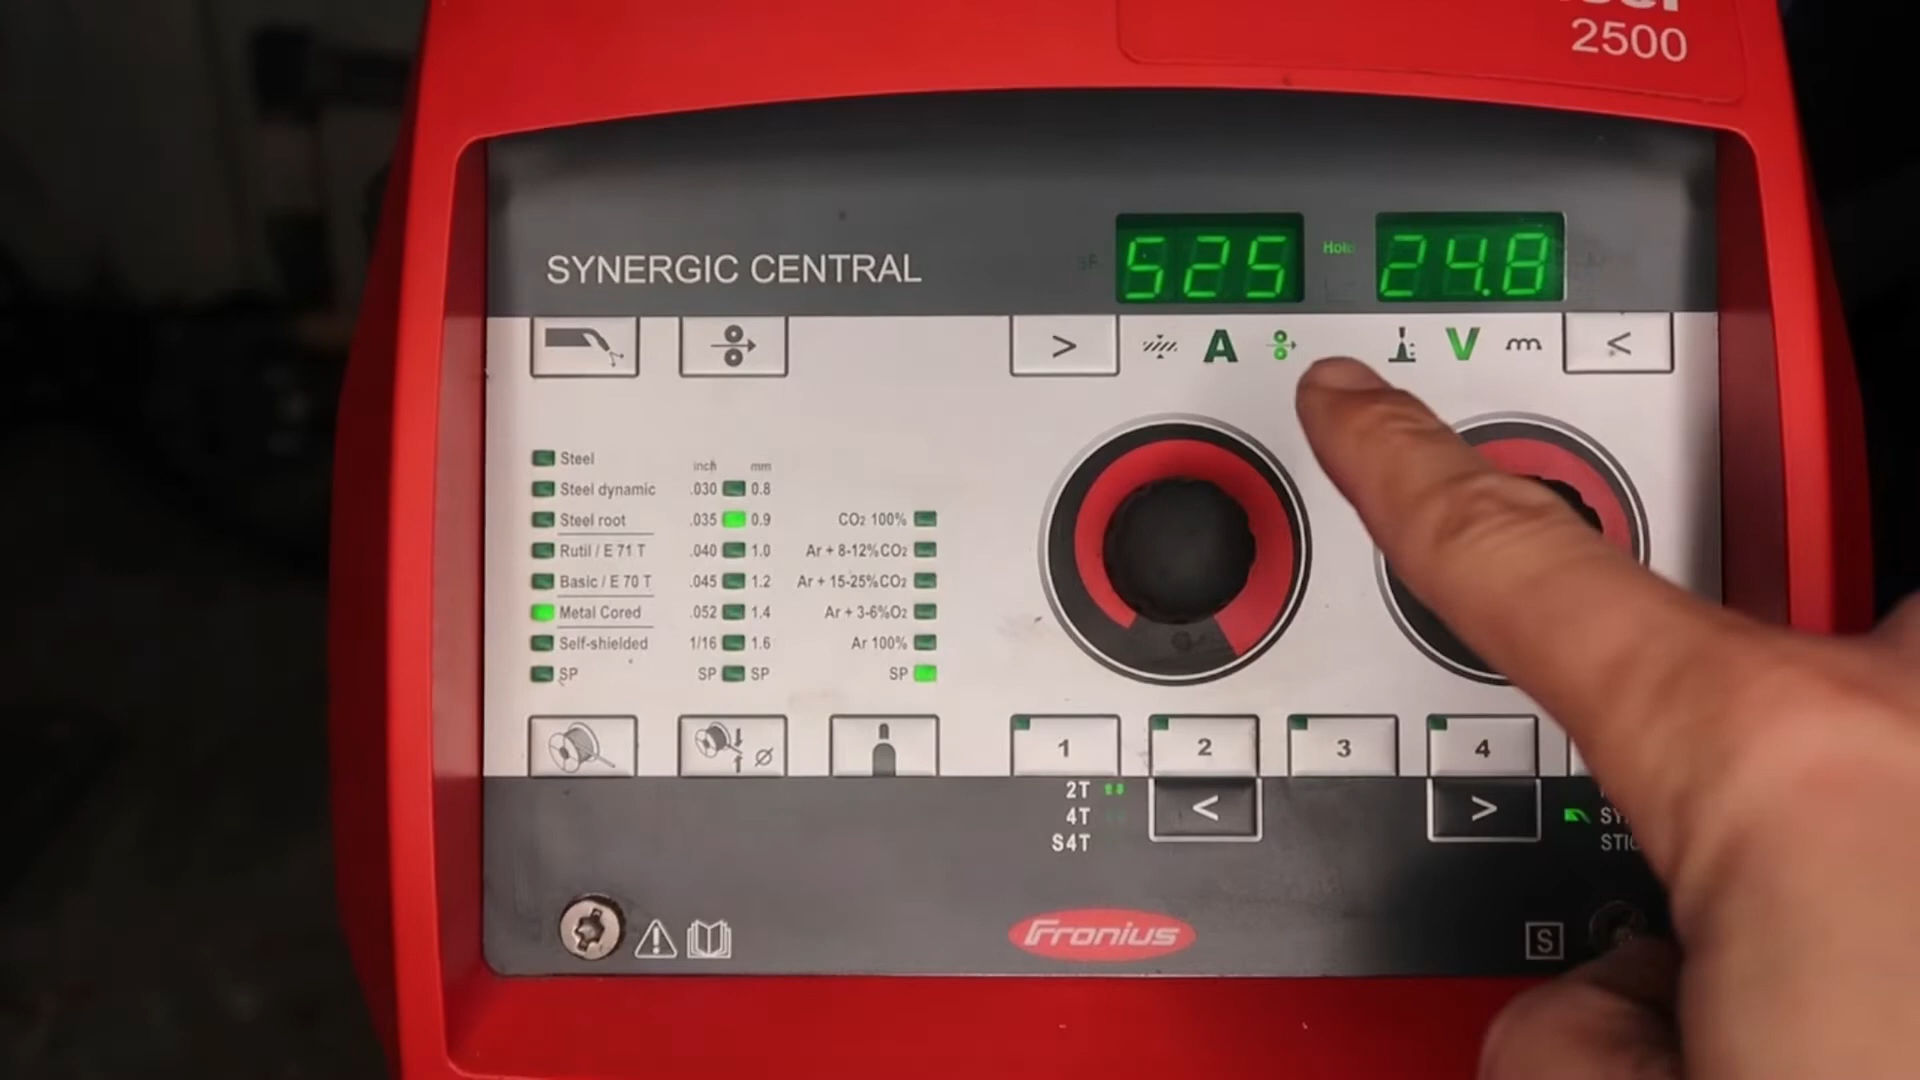 2500
SYNERGIC CENTRAL
525
Hold
24.8
>
A
V
<
Steel
Steel dynamic
Steel root
Rutil / E 71 T
Basic / E 70 T
Metal Cored
Self-shielded
SP
inch mm
.030 0.8
.035 0.9
.040 1.0
.045 1.2
.052 1.4
1/16 1.6
SP SP
CO2 100%
Ar + 8-12%CO2
Ar + 15-25%CO2
Ar + 3-6%O2
Ar 100%
SP
Ø
1
2
3
4
2T
4T
S4T
<
>
Fronius
S